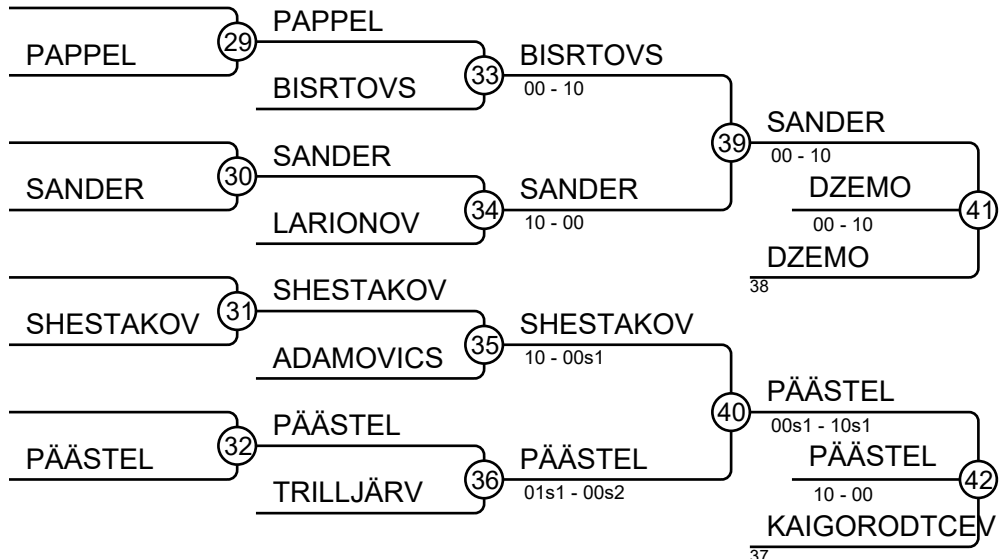 PAPPEL
29
PAPPEL
BISRTOVS
33
BISRTOVS
00 - 10
SANDER
30
SANDER
LARIONOV
34
SANDER
10 - 00
39
SANDER
00 - 10
DZEMO
00 - 10
41
DZEMO
38
SHESTAKOV
31
SHESTAKOV
ADAMOVICS
35
SHESTAKOV
10 - 00s1
PÄÄSTEL
32
PÄÄSTEL
TRILLJÄRV
36
PÄÄSTEL
01s1 - 00s2
40
PÄÄSTEL
00s1 - 10s1
PÄÄSTEL
10 - 00
42
KAIGORODTCEV
37